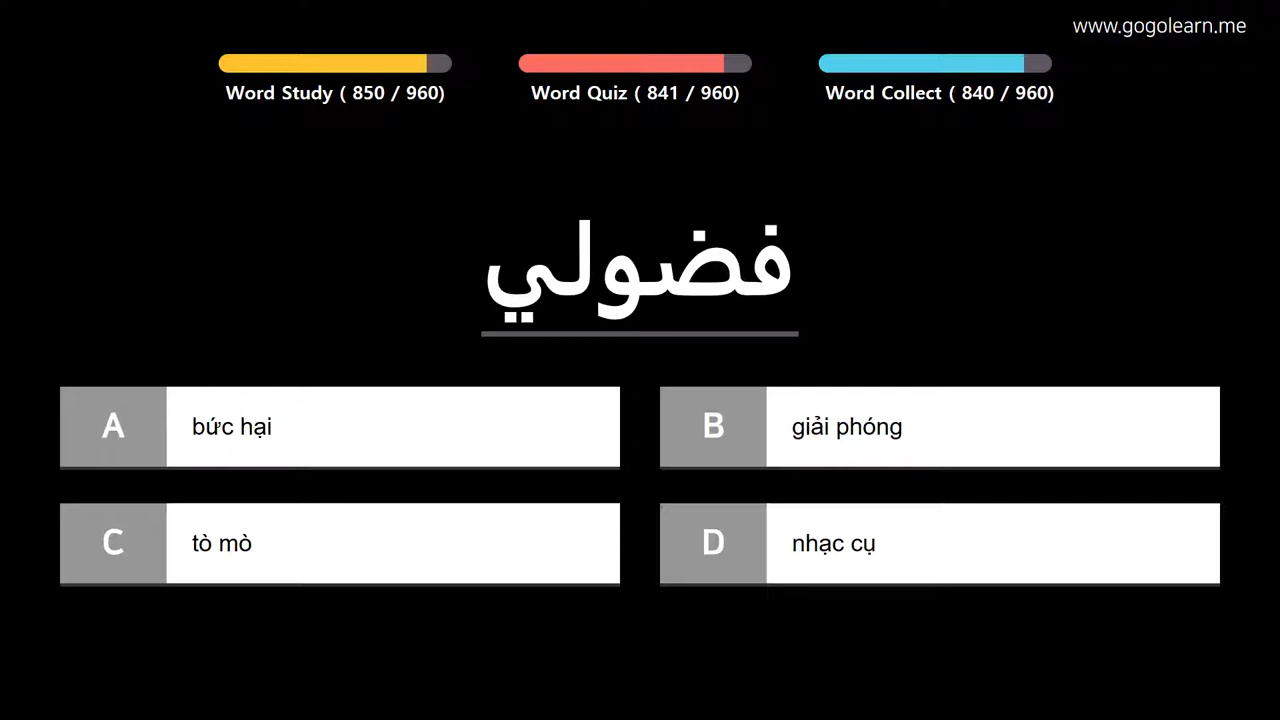 www.gogolearn.me
Word Study ( 850 / 960)
Word Quiz ( 841 / 960)
Word Collect ( 840 / 960)
فضولي
A bức hại
B giải phóng
C tò mò
D nhạc cụ